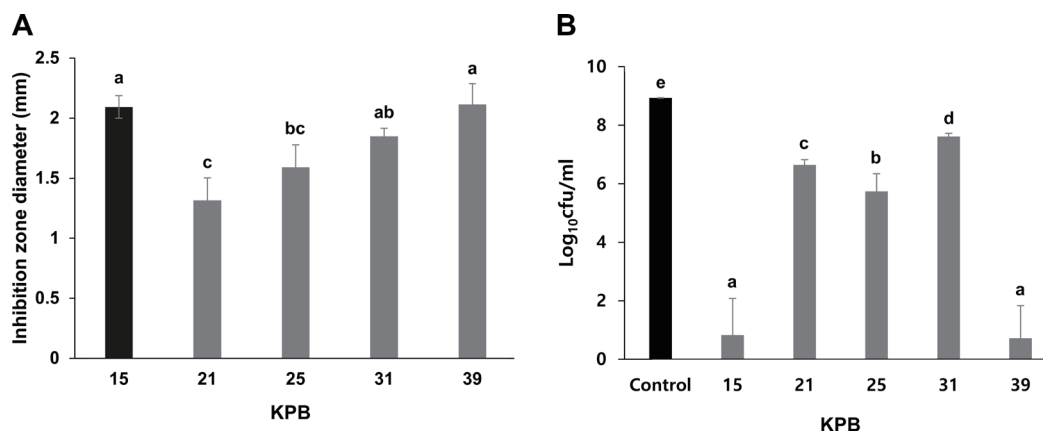 A
Inhibition zone diameter (mm)
2.5
2
1.5
1
0.5
0
a
c
bc
ab
a
15 21 25 31 39
KPB
B
Log₁₀cfu/ml
10
8
6
4
2
0
e
a
c
b
d
a
Control 15 21 25 31 39
KPB